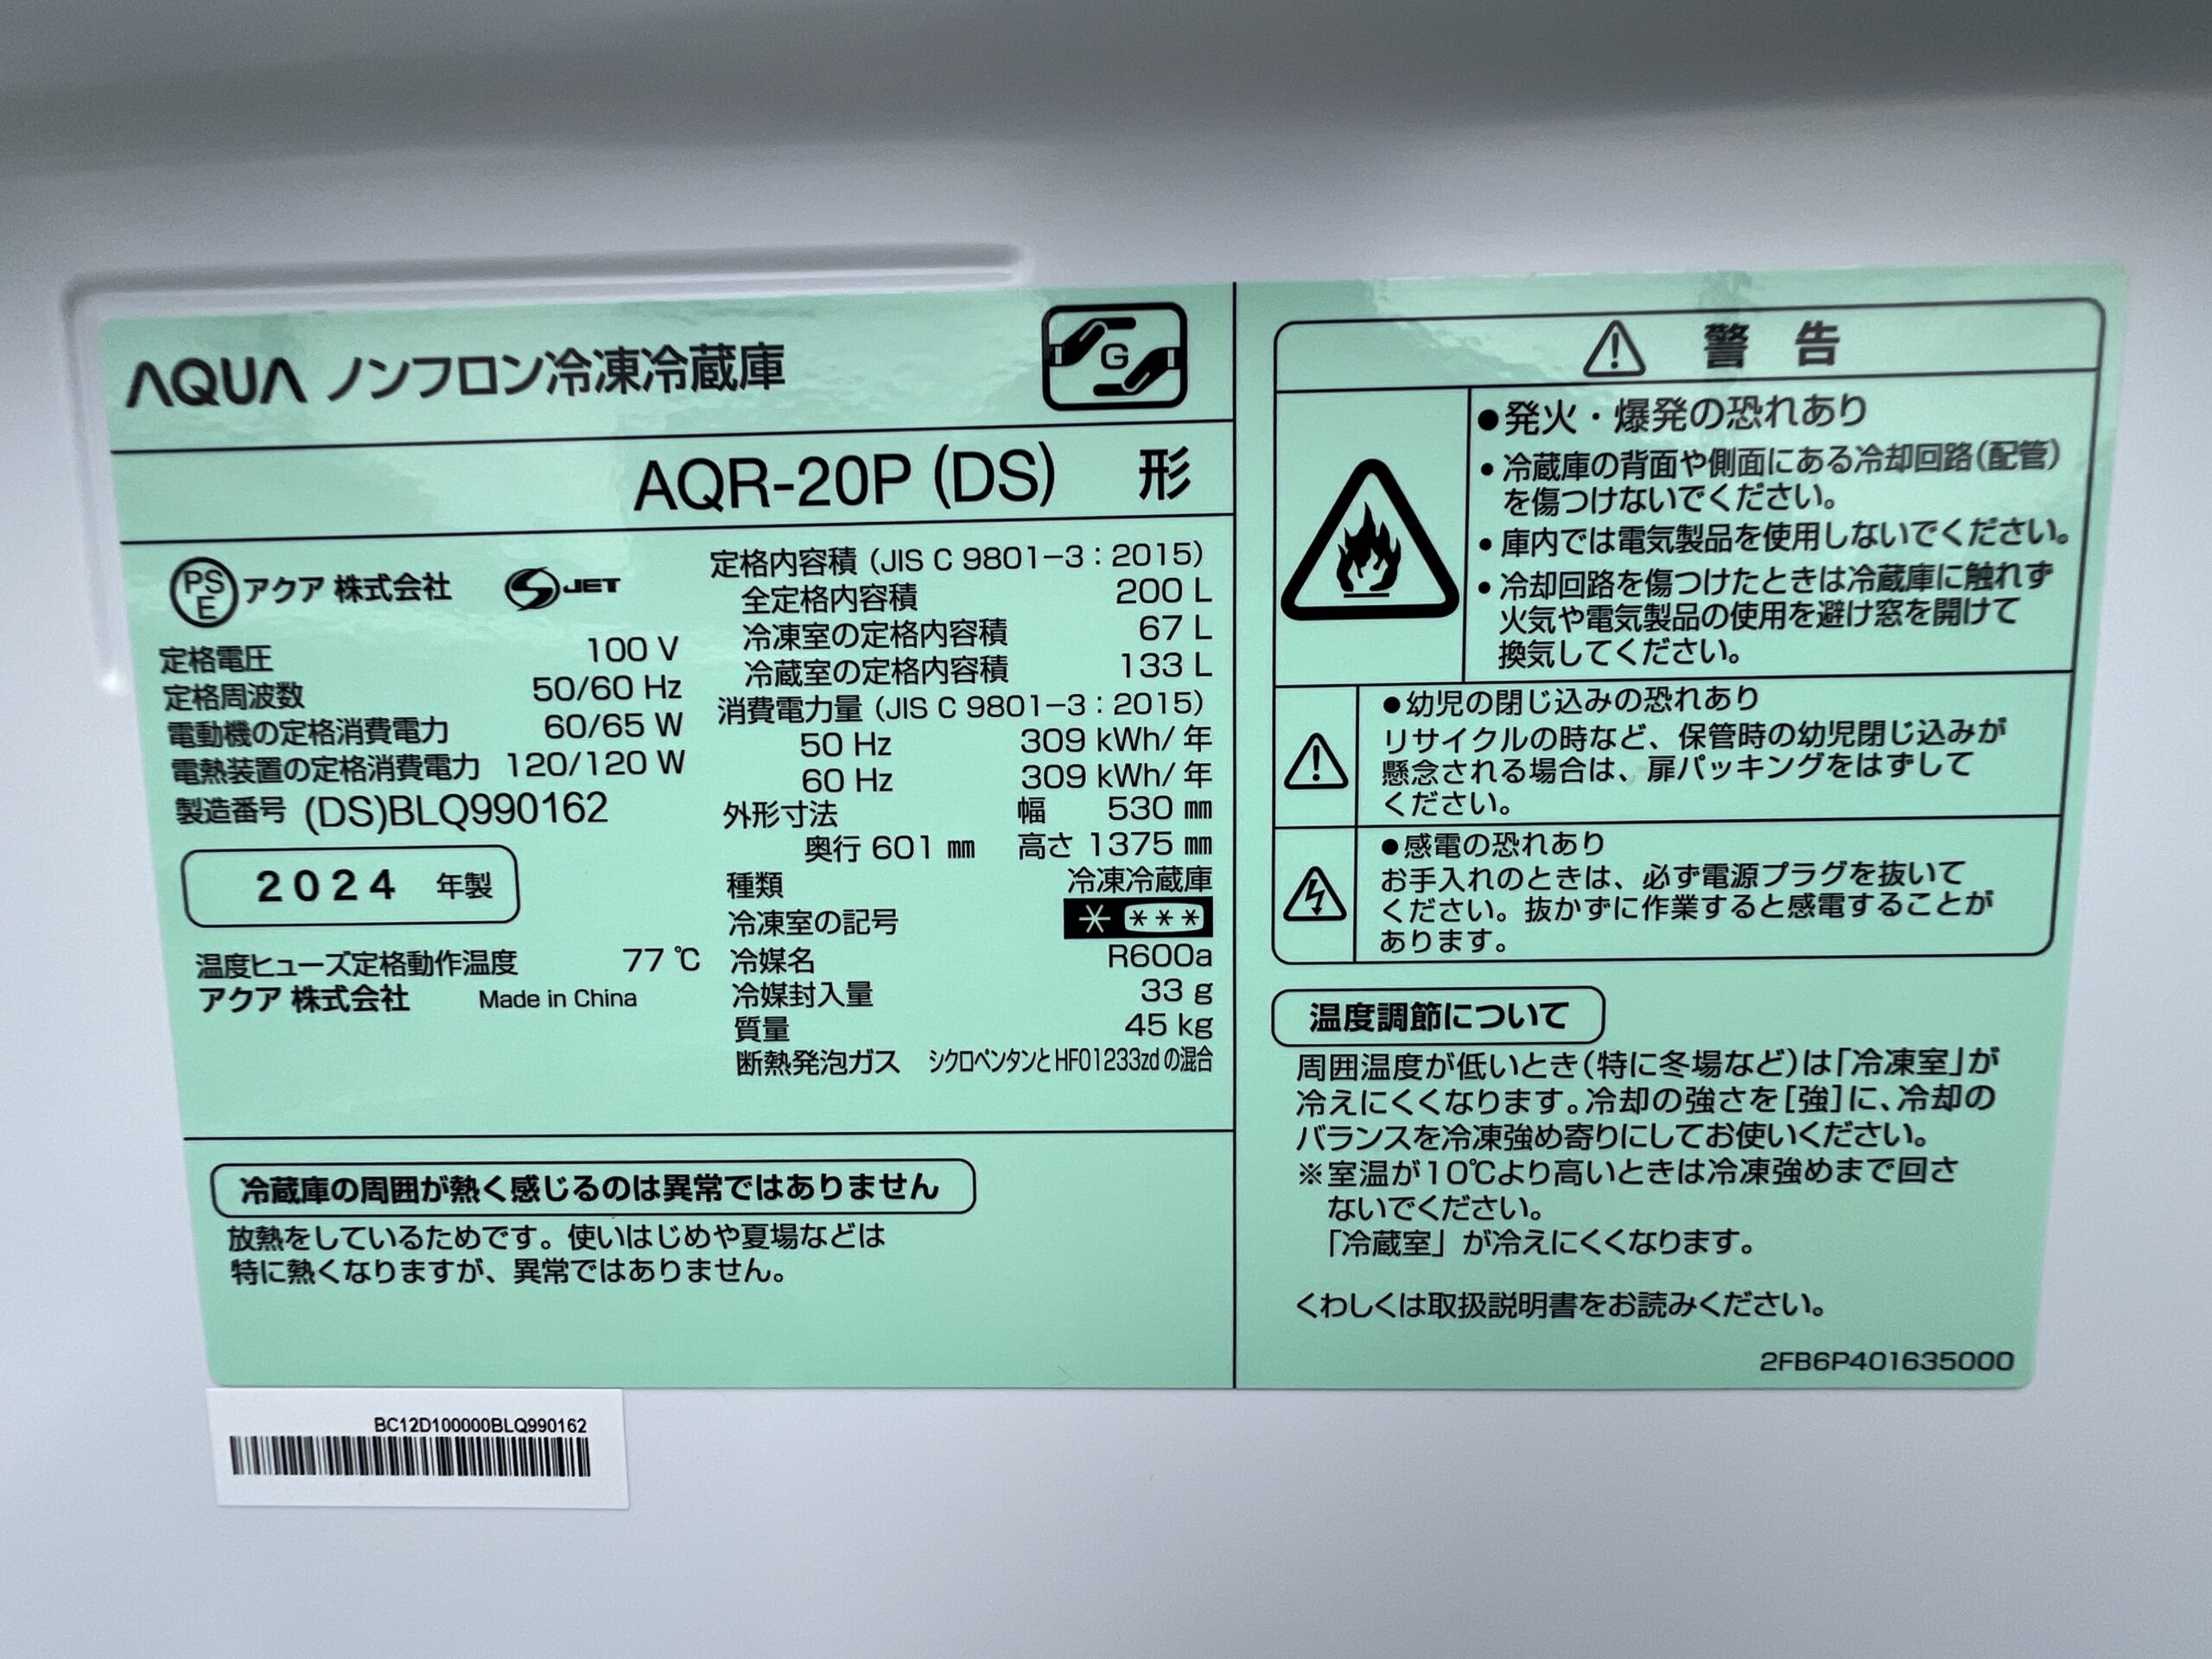 AQUA ノンフロン冷凍冷蔵庫
G
AQR-20P (DS) 形
PS E アクア 株式会社 S JET
定格電圧 100 V
定格周波数 50/60 Hz
電動機の定格消費電力 60/65 W
電熱装置の定格消費電力 120/120 W
製造番号 (DS)BLQ990162
2024 年製
温度ヒューズ定格動作温度 77 ℃
アクア 株式会社 Made in China
定格内容積 (JIS C 9801-3:2015)
全定格内容積 200 L
冷凍室の定格内容積 67 L
冷蔵室の定格内容積 133 L
消費電力量 (JIS C 9801-3:2015)
50 Hz 309 kWh/年
60 Hz 309 kWh/年
外形寸法 幅 530 ㎜
奥行 601 ㎜ 高さ 1375 ㎜
種類 冷凍冷蔵庫
冷凍室の記号 * ***
冷媒名 R600a
冷媒封入量 33 g
質量 45 kg
断熱発泡ガス シクロペンタンとHFO1233zdの混合
冷蔵庫の周囲が熱く感じるのは異常ではありません
放熱をしているためです。使いはじめや夏場などは
特に熱くなりますが、異常ではありません。
BC12D100000BLQ990162
警告
●発火・爆発の恐れあり
・冷蔵庫の背面や側面にある冷却回路(配管)
を傷つけないでください。
・庫内では電気製品を使用しないでください。
・冷却回路を傷つけたときは冷蔵庫に触れず
火気や電気製品の使用を避け窓を開けて
換気してください。
●幼児の閉じ込みの恐れあり
リサイクルの時など、保管時の幼児閉じ込みが
懸念される場合は、扉パッキングをはずして
ください。
●感電の恐れあり
お手入れのときは、必ず電源プラグを抜いて
ください。抜かずに作業すると感電することが
あります。
温度調節について
周囲温度が低いとき(特に冬場など)は「冷凍室」が
冷えにくくなります。冷却の強さを[強]に、冷却の
バランスを冷凍強め寄りにしてお使いください。
※室温が10℃より高いときは冷凍強めまで回さ
ないでください。
「冷蔵室」が冷えにくくなります。
くわしくは取扱説明書をお読みください。
2FB6P401635000